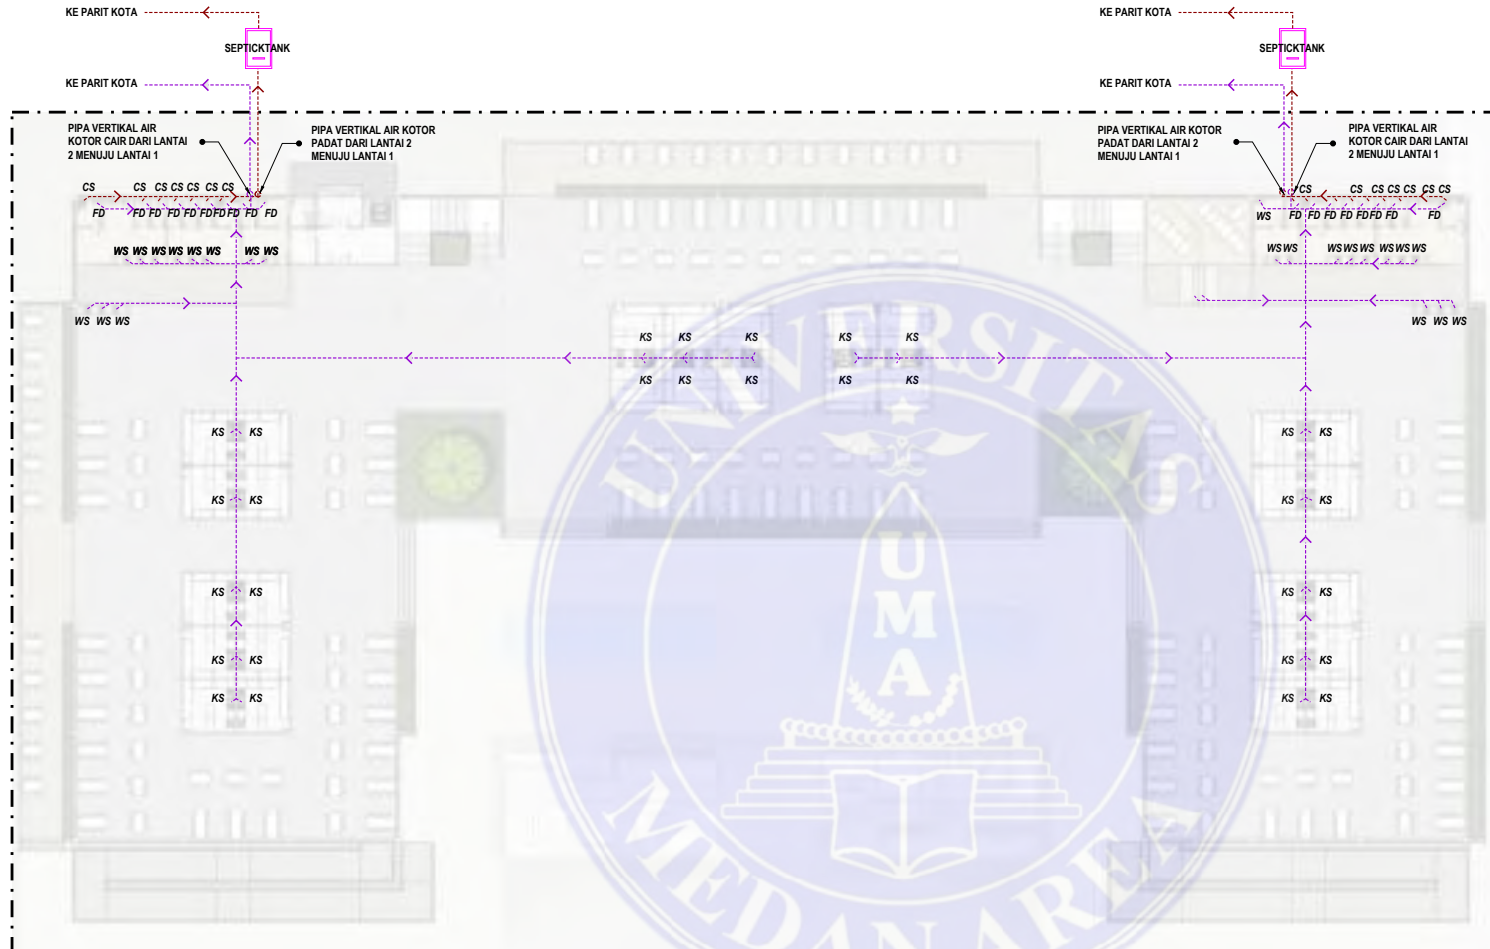 KE PARIT KOTA
KE PARIT KOTA
SEPTICKTANK
SEPTICKTANK
KE PARIT KOTA
KE PARIT KOTA
PIPA VERTIKAL AIR
KOTOR CAIR DARI LANTAI
2 MENUJU LANTAI 1
PIPA VERTIKAL AIR KOTOR
PADAT DARI LANTAI 2
MENUJU LANTAI 1
PIPA VERTIKAL AIR KOTOR
PADAT DARI LANTAI 2
MENUJU LANTAI 1
PIPA VERTIKAL AIR
KOTOR CAIR DARI LANTAI
2 MENUJU LANTAI 1
CS CS CS CS CS CS CS
CS CS CS CS CS CS CS
FD FD FD FD FD FD FD FD FD FD
WS FD FD FD FD FD FD FD
WS WS WS WS WS WS WS WS
WS WS WS WS WS WS WS WS
WS WS WS
WS WS WS
KS KS KS KS KS
KS KS KS KS KS
KS KS
KS KS
KS KS
KS KS
KS KS
KS KS
KS KS
KS KS
KS KS
KS KS
UNIVERSITAS
UMA
MEDAN AREA